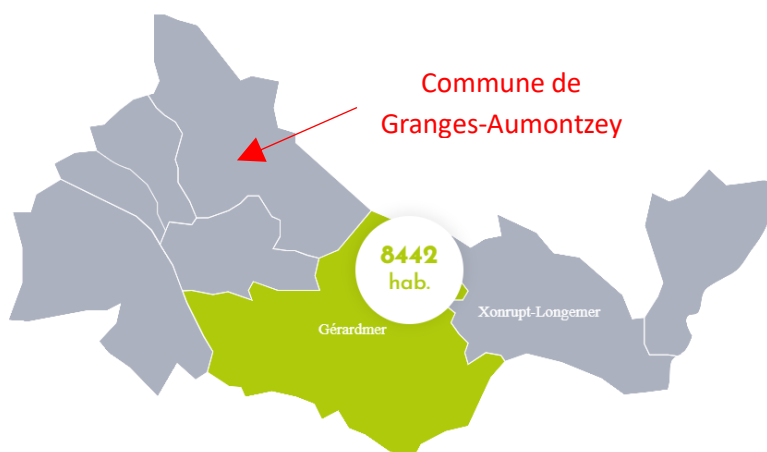 Commune de
Granges-Aumontzey
8442
hab.
Gérardmer
Xonrupt-Longemer